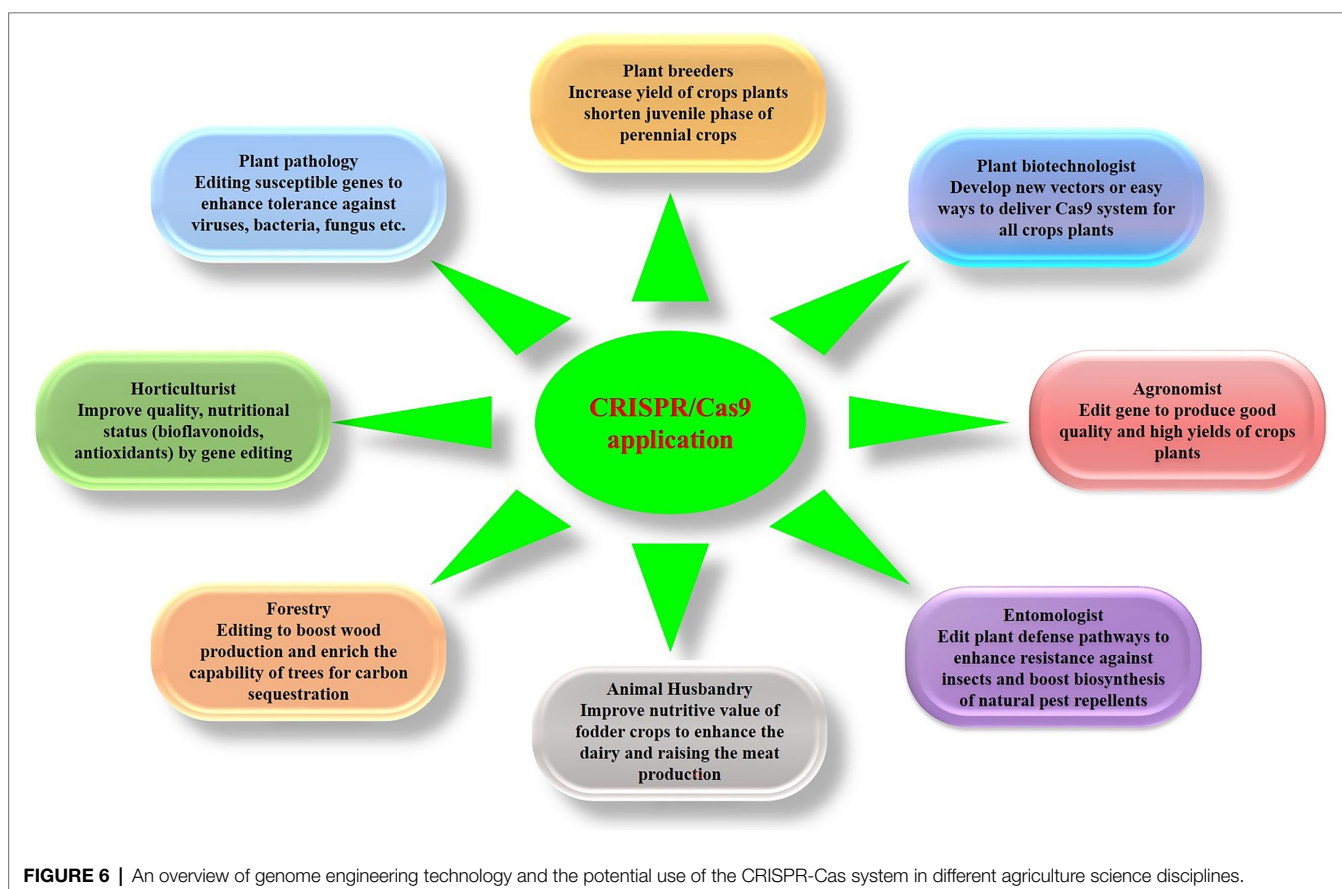 Plant breeders
Increase yield of crops plants
shorten juvenile phase of
perennial crops
Plant pathology
Editing susceptible genes to
enhance tolerance against
viruses, bacteria, fungus etc.
Plant biotechnologist
Develop new vectors or easy
ways to deliver Cas9 system for
all crops plants
Horticulturist
Improve quality, nutritional
status (bioflavonoids,
antioxidants) by gene editing
CRISPR/Cas9
application
Agronomist
Edit gene to produce good
quality and high yields of crops
plants
Forestry
Editing to boost wood
production and enrich the
capability of trees for carbon
sequestration
Animal Husbandry
Improve nutritive value of
fodder crops to enhance the
dairy and raising the meat
production
Entomologist
Edit plant defense pathways to
enhance resistance against
insects and boost biosynthesis
of natural pest repellents
FIGURE 6 | An overview of genome engineering technology and the potential use of the CRISPR-Cas system in different agriculture science disciplines.